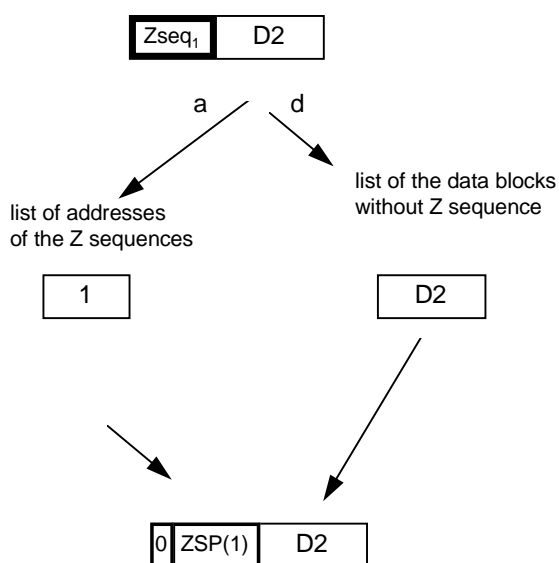 Zseq₁ D2
a d
list of the data blocks
without Z sequence
list of addresses
of the Z sequences
1 D2
0 ZSP(1) D2